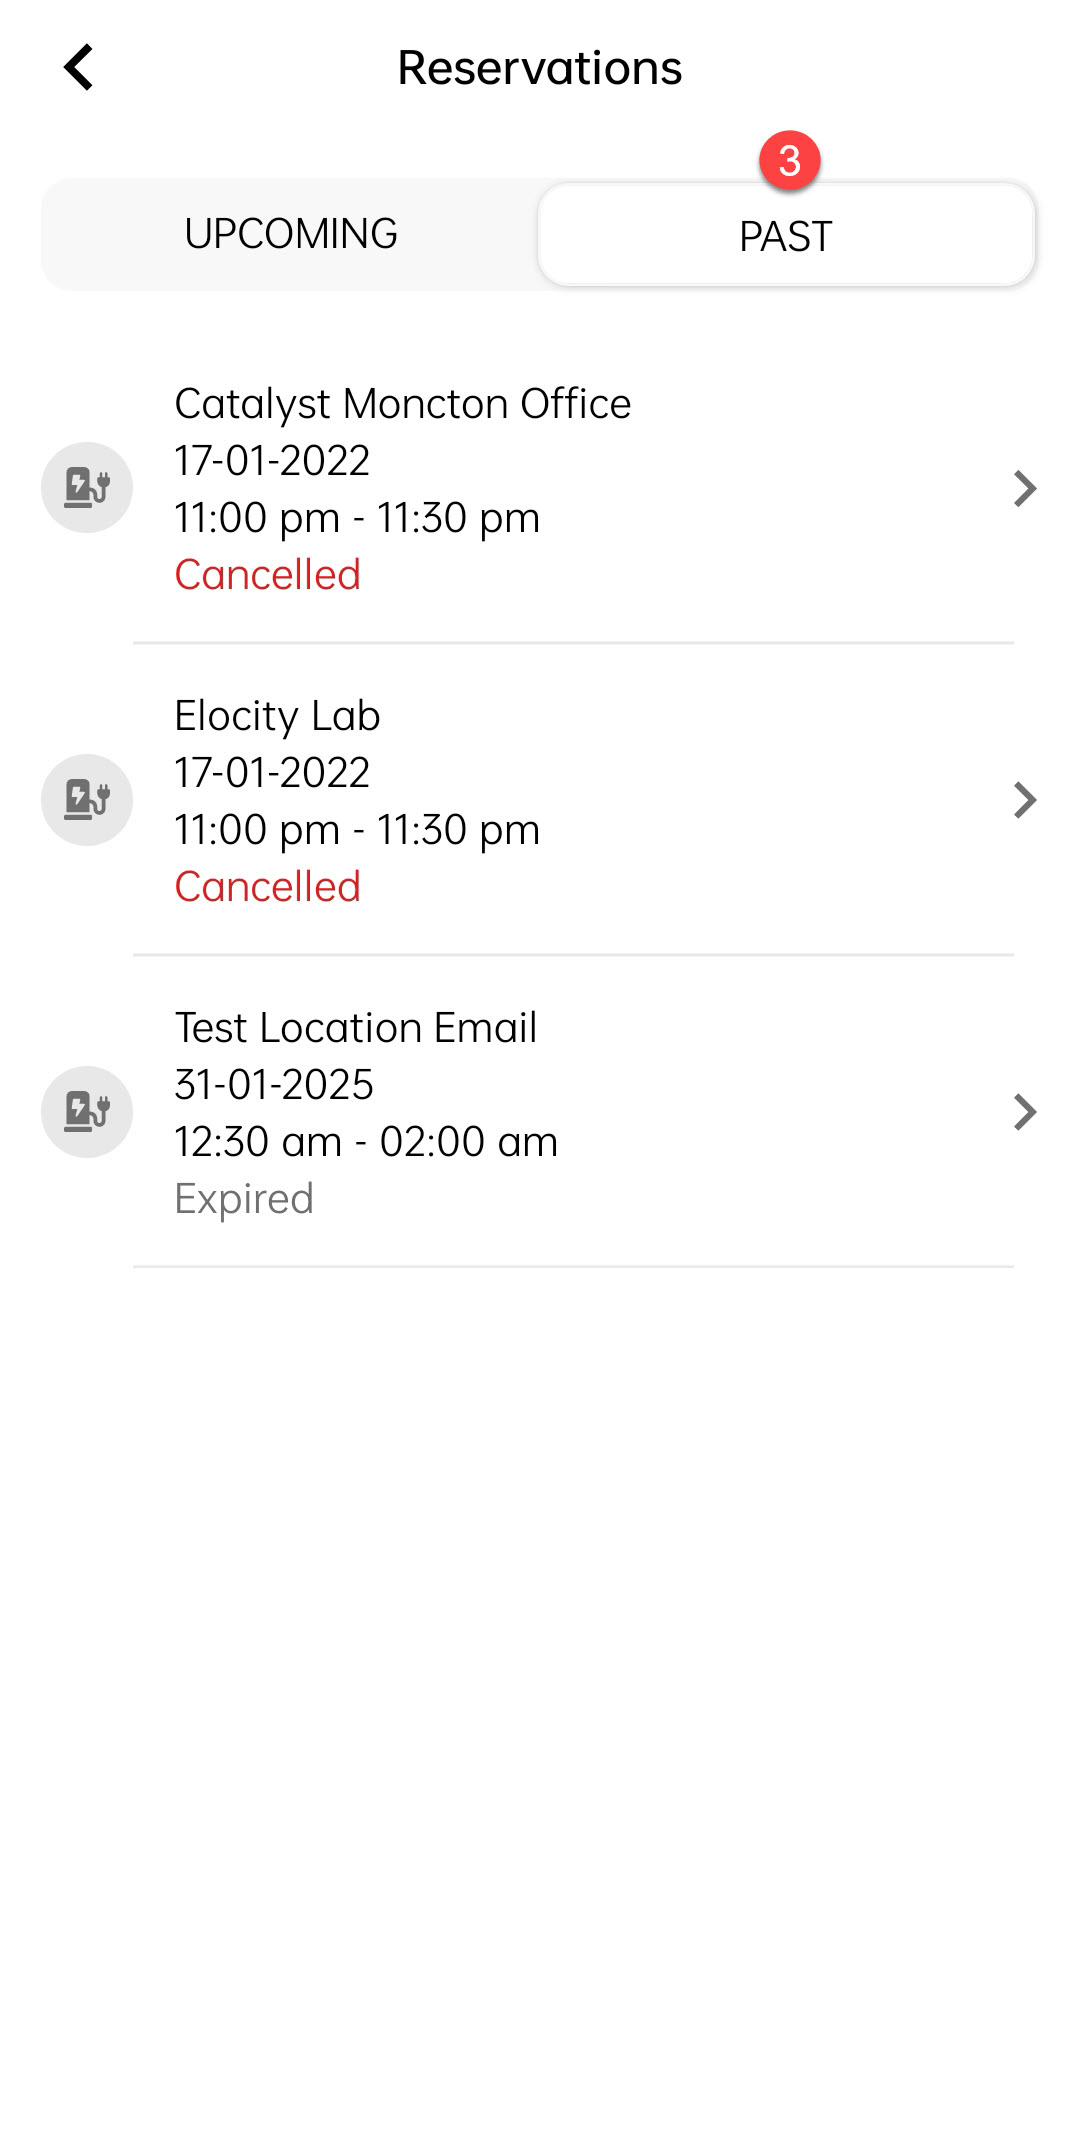 Reservations
3
UPCOMING
PAST
Catalyst Moncton Office
17-01-2022
11:00 pm - 11:30 pm
Cancelled
Elocity Lab
17-01-2022
11:00 pm - 11:30 pm
Cancelled
Test Location Email
31-01-2025
12:30 am - 02:00 am
Expired